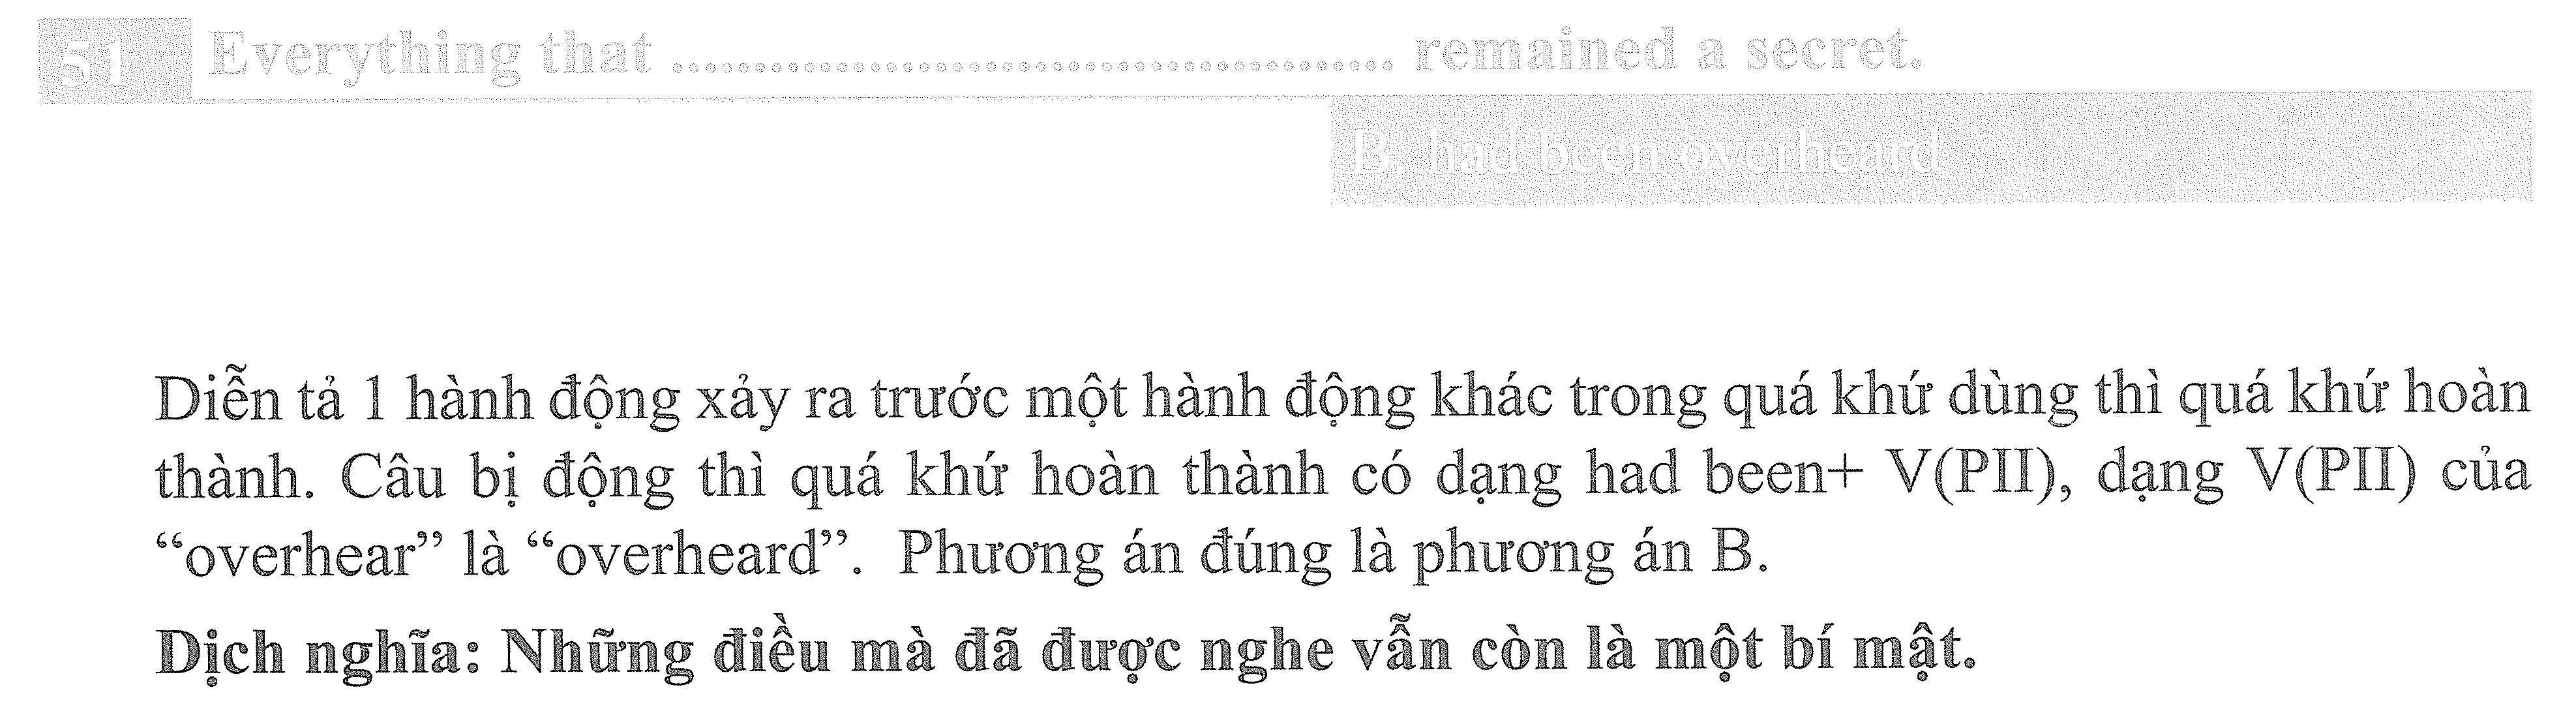 51 Everything that ............................................ remained a secret.
B. had been overheard
Diễn tả 1 hành động xảy ra trước một hành động khác trong quá khứ dùng thì quá khứ hoàn
thành. Câu bị động thì quá khứ hoàn thành có dạng had been+ V(PII), dạng V(PII) của
“overhear” là “overheard”. Phương án đúng là phương án B.
Dịch nghĩa: Những điều mà đã được nghe vẫn còn là một bí mật.